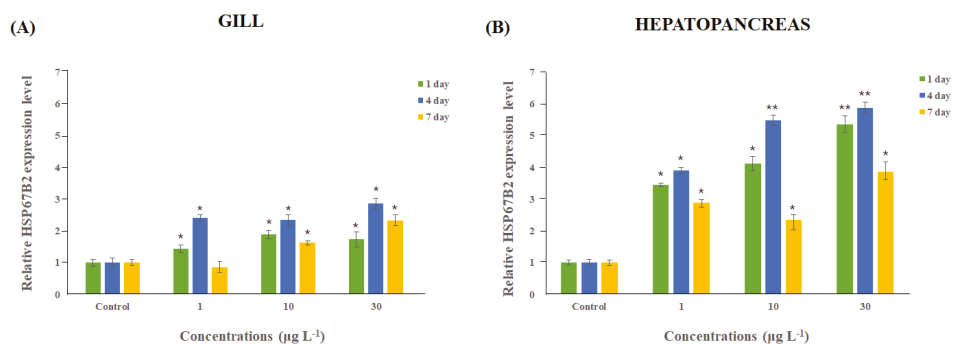 (A)
GILL
Relative HSP67B2 expression level
7
6
5
4
3
2
1
0
1 day
4 day
7 day
*
*
*
*
*
*
*
*
Control
1
10
30
Concentrations (µg L-1)
(B)
HEPATOPANCREAS
Relative HSP67B2 expression level
7
6
5
4
3
2
1
0
1 day
4 day
7 day
*
*
*
*
**
*
**
**
*
Control
1
10
30
Concentrations (µg L-1)